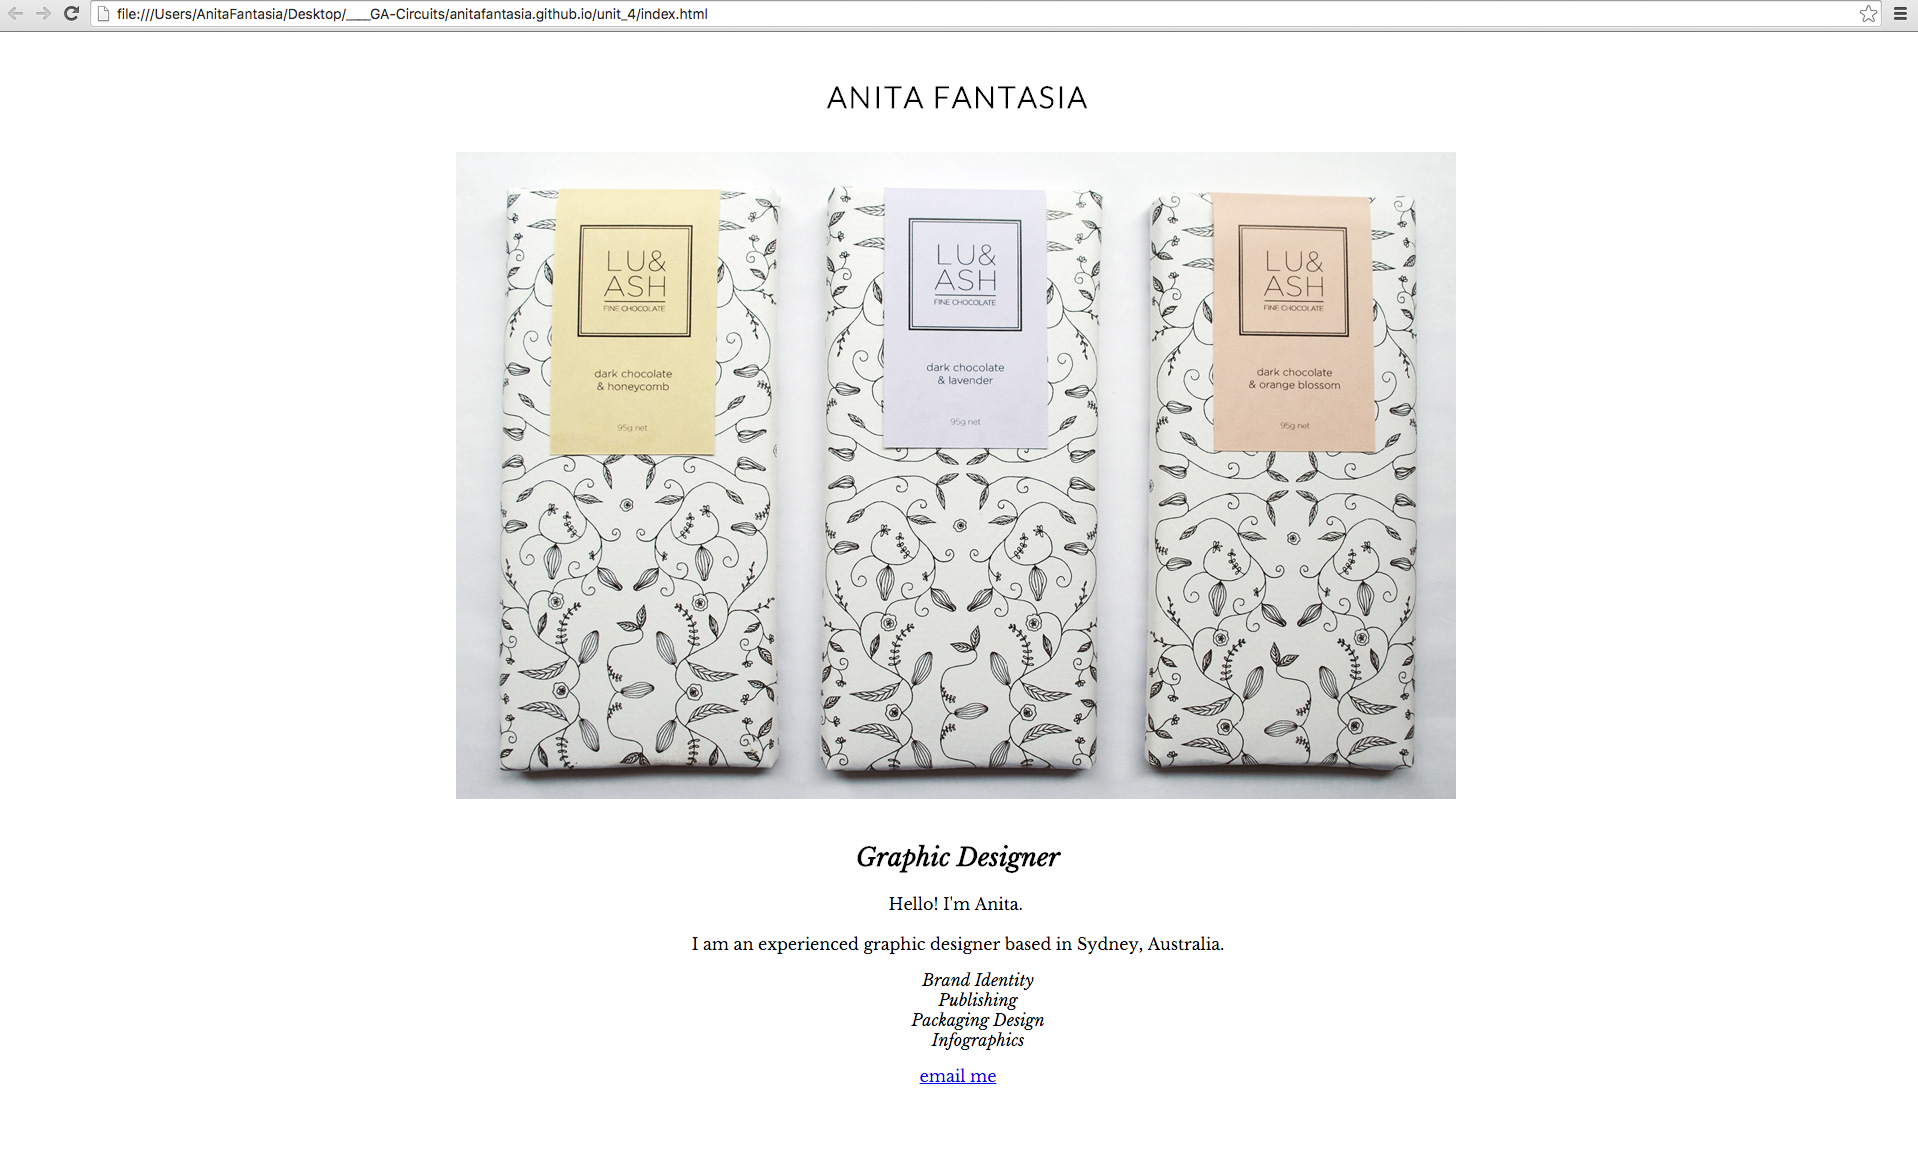 file:///Users/AnitaFantasia/Desktop/___GA-Circuits/anitafantasia.github.io/unit_4/index.html
ANITA FANTASIA
LU&
ASH
FINE CHOCOLATE
dark chocolate
& honeycomb
95g net
LU&
ASH
FINE CHOCOLATE
dark chocolate
& lavender
95g net
LU&
ASH
FINE CHOCOLATE
dark chocolate
& orange blossom
95g net
Graphic Designer
Hello! I'm Anita.
I am an experienced graphic designer based in Sydney, Australia.
Brand Identity
Publishing
Packaging Design
Infographics
email me